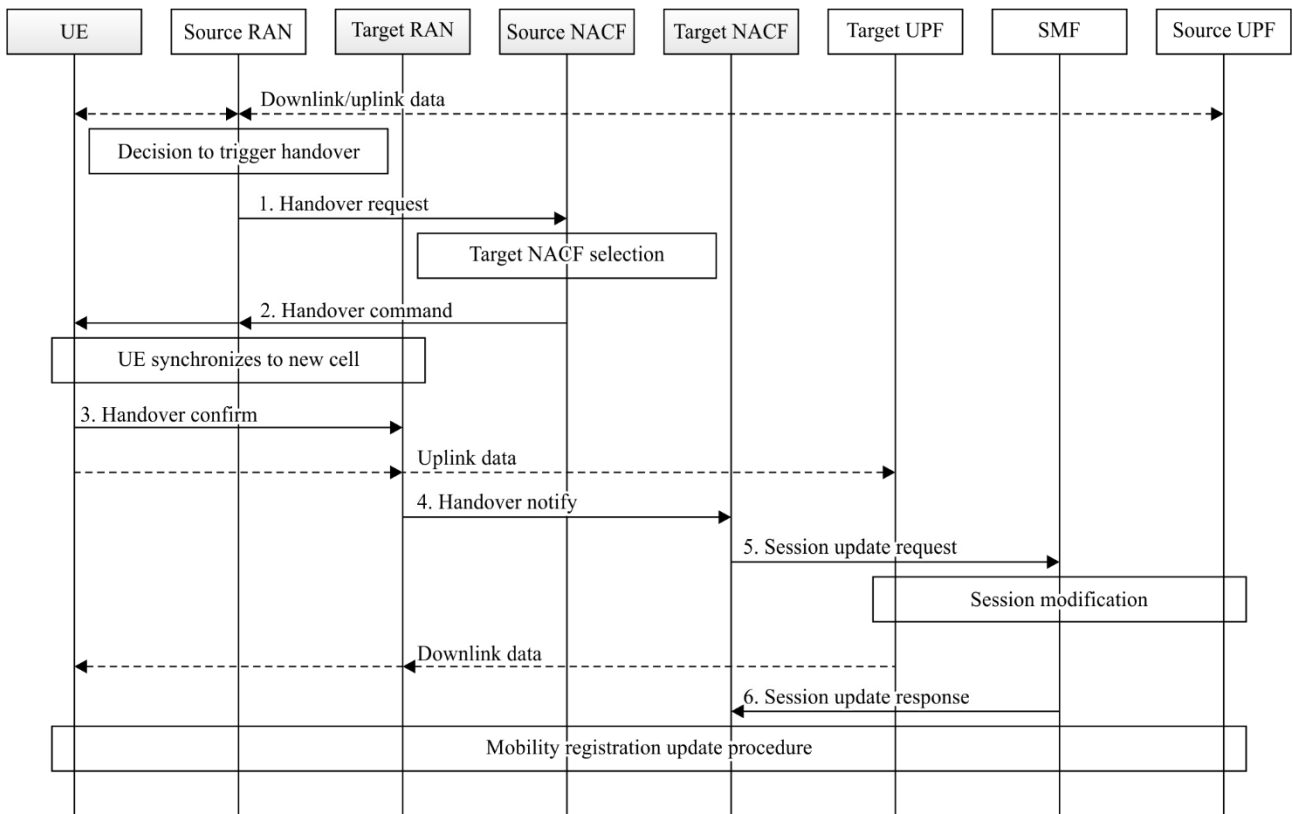 UE
Source RAN
Target RAN
Source NACF
Target NACF
Target UPF
SMF
Source UPF
Downlink/uplink data
Decision to trigger handover
1. Handover request
Target NACF selection
2. Handover command
UE synchronizes to new cell
3. Handover confirm
Uplink data
4. Handover notify
5. Session update request
Session modification
Downlink data
6. Session update response
Mobility registration update procedure